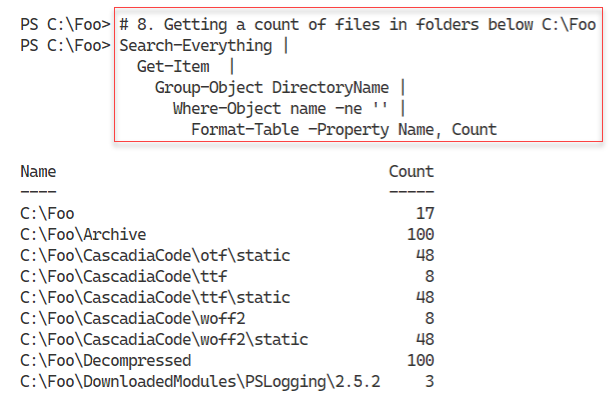 PS C:\Foo> # 8. Getting a count of files in folders below C:\Foo
PS C:\Foo> Search-Everything |
Get-Item |
Group-Object DirectoryName |
Where-Object name -ne '' |
Format-Table -Property Name, Count
Name Count
---- -----
C:\Foo 17
C:\Foo\Archive 100
C:\Foo\CascadiaCode\otf\static 48
C:\Foo\CascadiaCode\ttf 8
C:\Foo\CascadiaCode\ttf\static 48
C:\Foo\CascadiaCode\woff2 8
C:\Foo\CascadiaCode\woff2\static 48
C:\Foo\Decompressed 100
C:\Foo\DownloadedModules\PSLogging\2.5.2 3